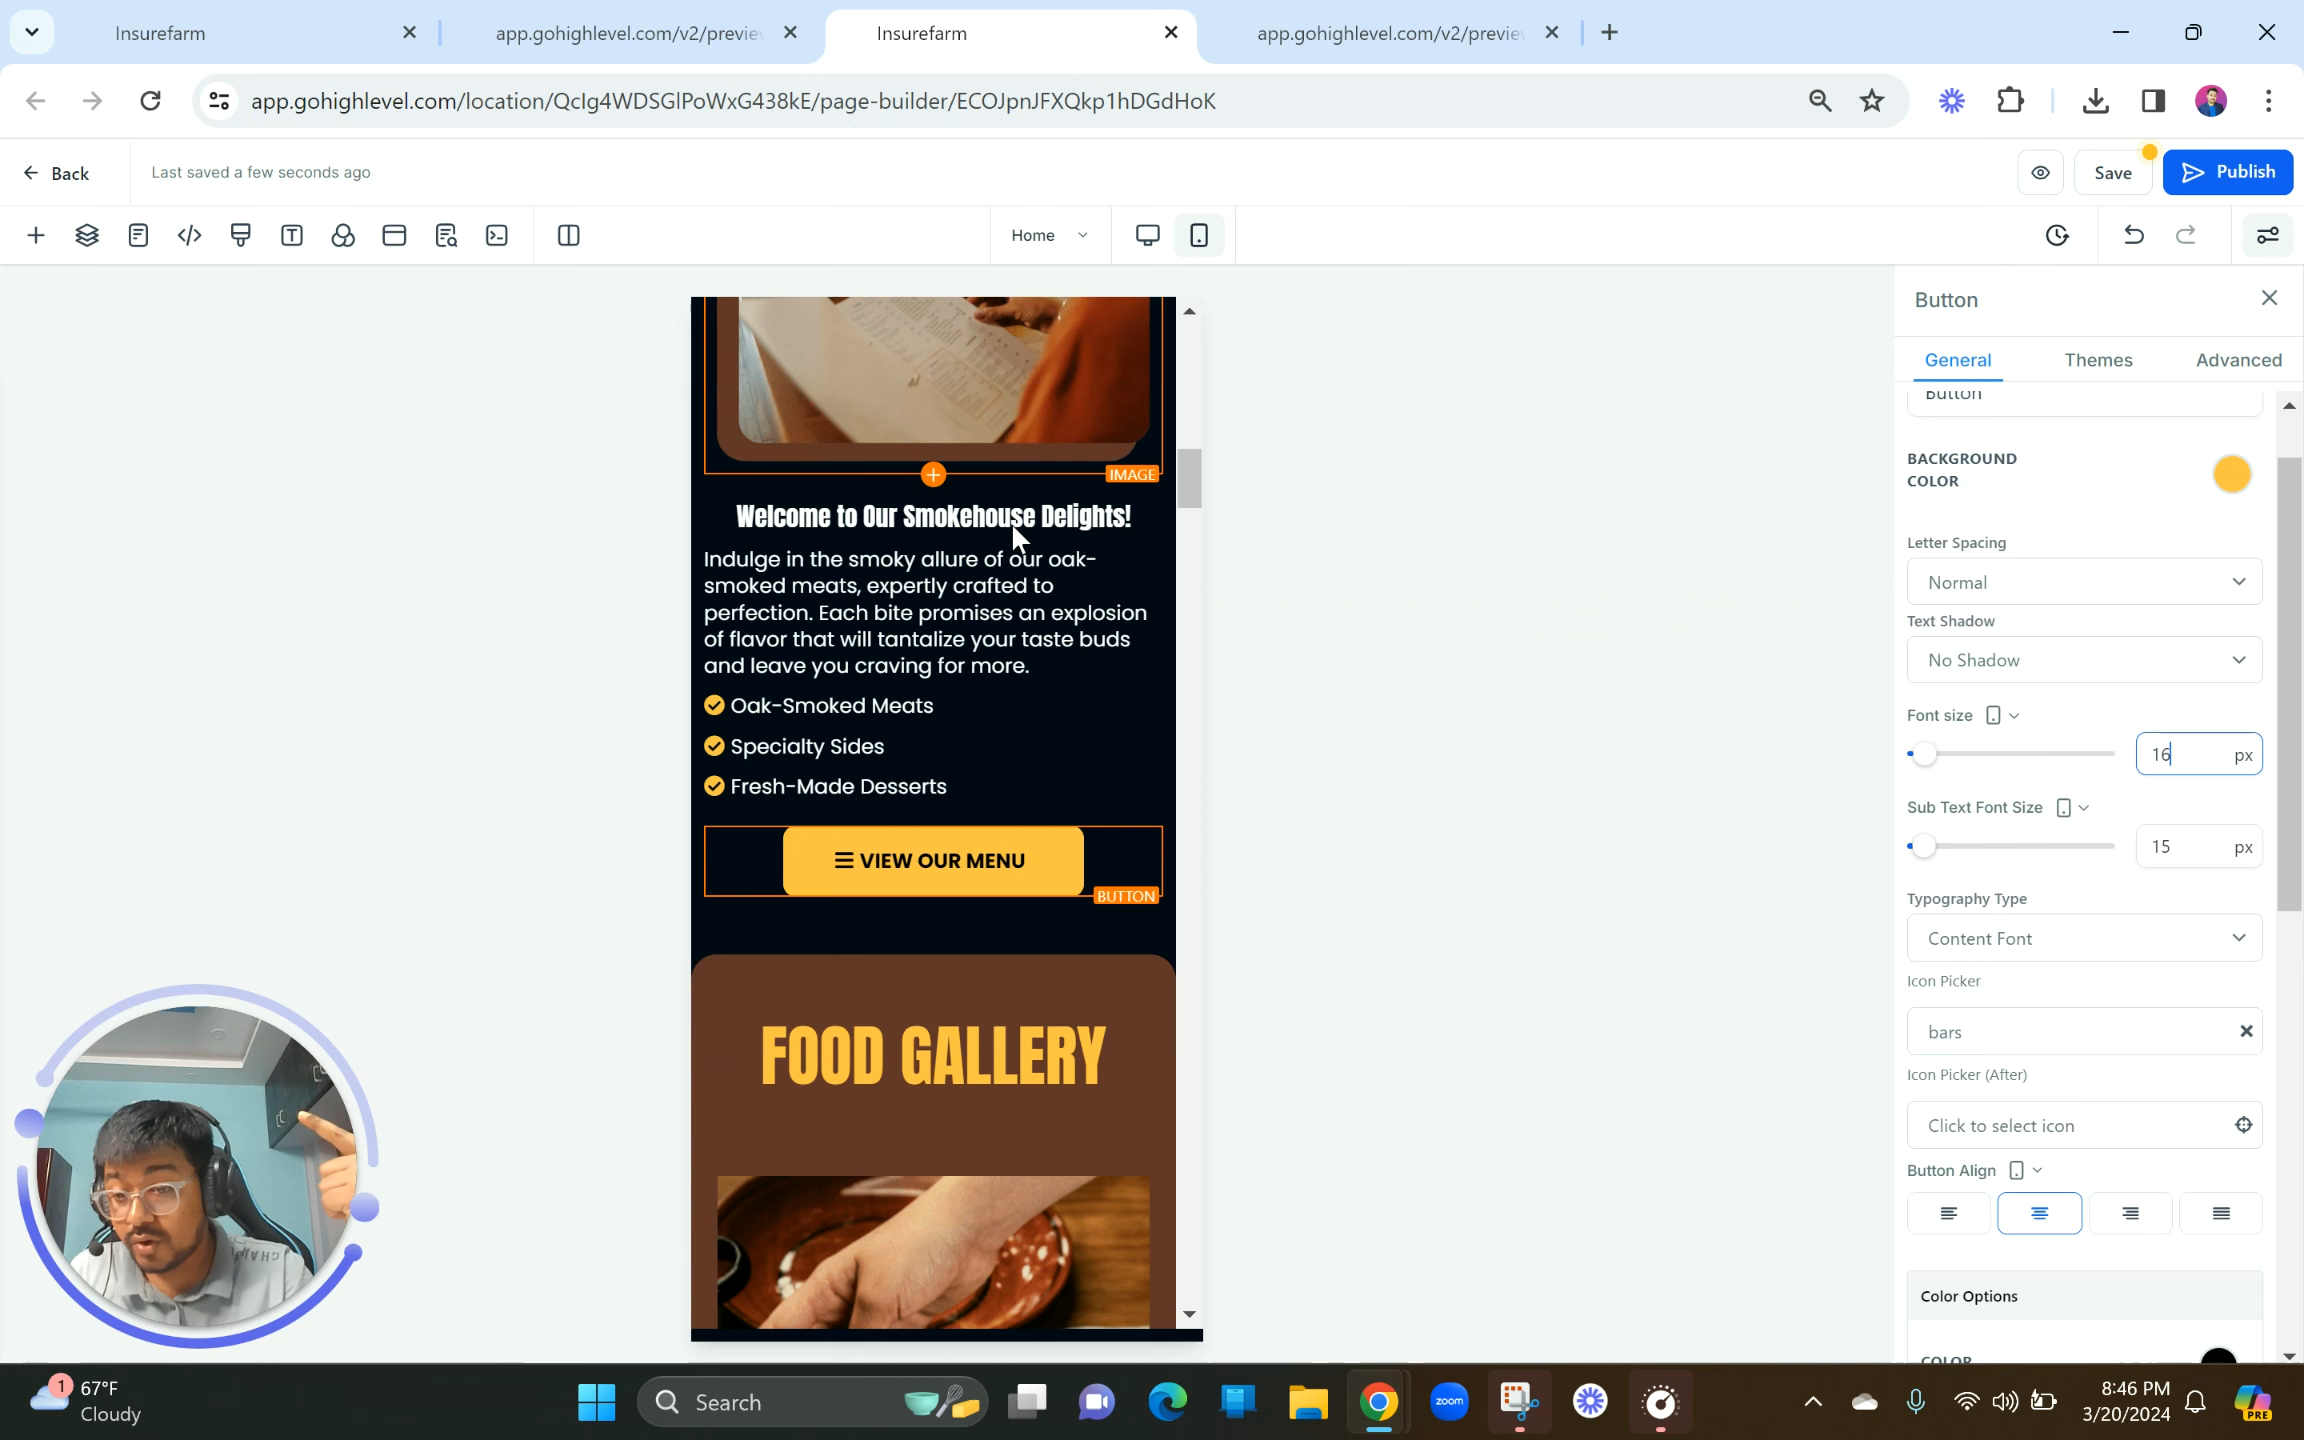 Insurefarm
app.gohighlevel.com/v2/previe
Insurefarm
app.gohighlevel.com/v2/previe
app.gohighlevel.com/location/QcIg4WDSGlPoWxG438kE/page-builder/ECOJpnJFXQkp1hDGdHoK
Back
Last saved a few seconds ago
Save
Publish
Home
Button
General
Themes
Advanced
Button
BACKGROUND
COLOR
Letter Spacing
Normal
Text Shadow
No Shadow
Font size
16
px
Sub Text Font Size
15
px
Typography Type
Content Font
Icon Picker
bars
Icon Picker (After)
Click to select icon
Button Align
Color Options
COLOR
IMAGE
Welcome to Our Smokehouse Delights!
Indulge in the smoky allure of our oak-
smoked meats, expertly crafted to
perfection. Each bite promises an explosion
of flavor that will tantalize your taste buds
and leave you craving for more.
Oak-Smoked Meats
Specialty Sides
Fresh-Made Desserts
VIEW OUR MENU
BUTTON
FOOD GALLERY
1
67°F
Cloudy
Search
zoom
8:46 PM
3/20/2024
PRE